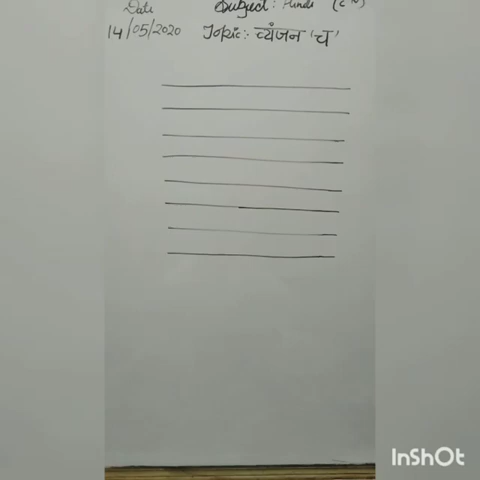 Date Subject: Hindi (C.W)
14/05/2020 Topic:- व्यंजन 'च'
InShOt